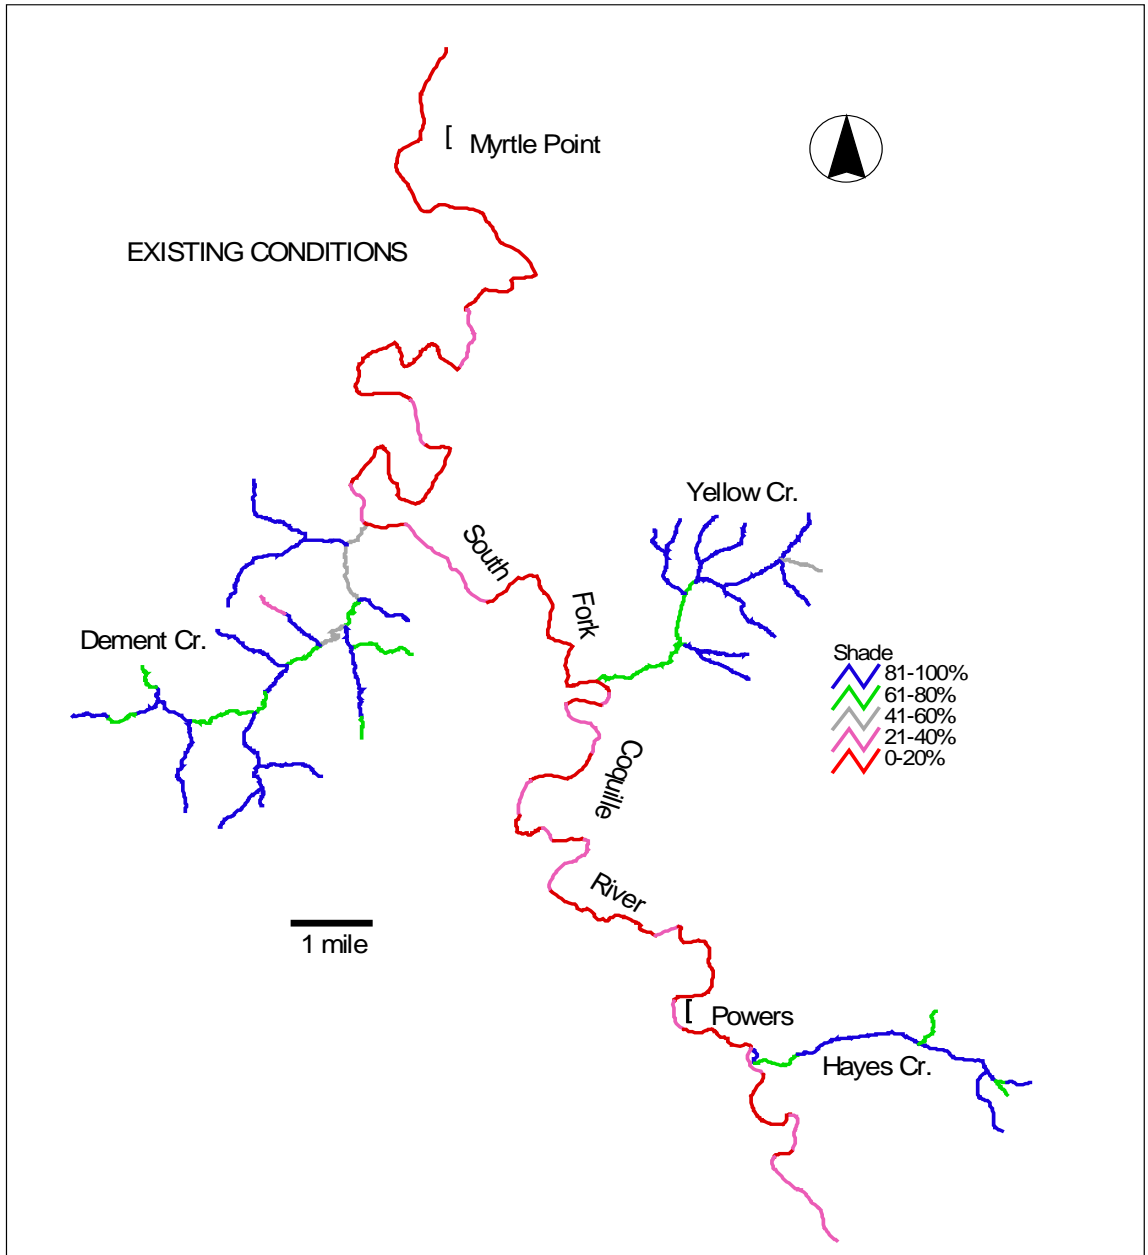 [ Myrtle Point
EXISTING CONDITIONS
Yellow Cr.
South
Fork
Dement Cr.
Shade
81-100%
61-80%
41-60%
21-40%
0-20%
Coquille
River
1 mile
[ Powers
Hayes Cr.